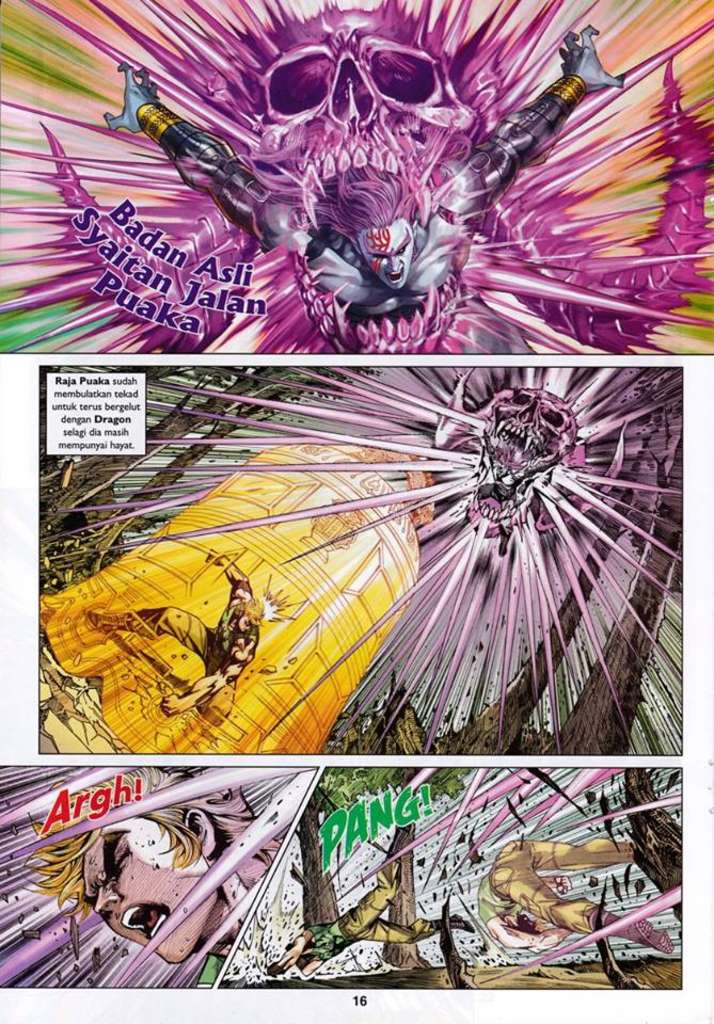 Badan Asli
Syaitan Jalan
Puaka
Raja Puaka sudah
membulatkan tekad
untuk terus bergelut
dengan Dragon
selagi dia masih
mempunyai hayat.
Argh!
PANG!
16